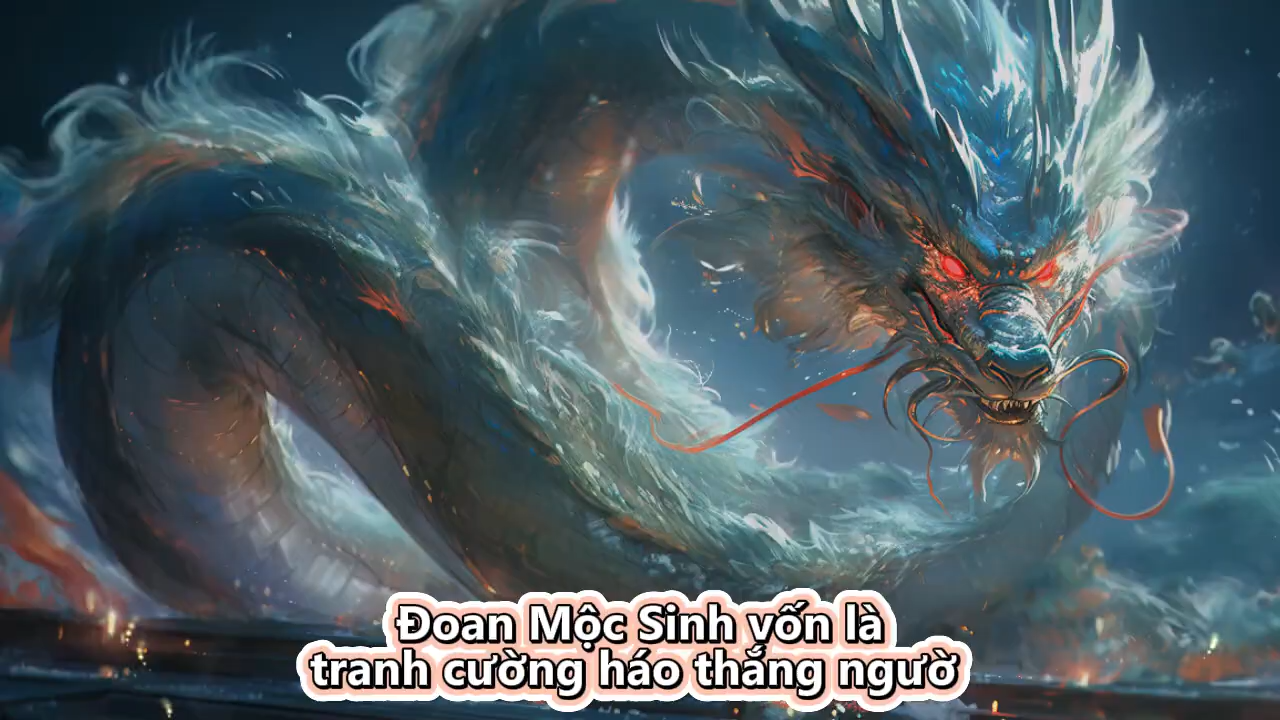 Đoan Mộc Sinh vốn là
tranh cường háo thắng ngườ